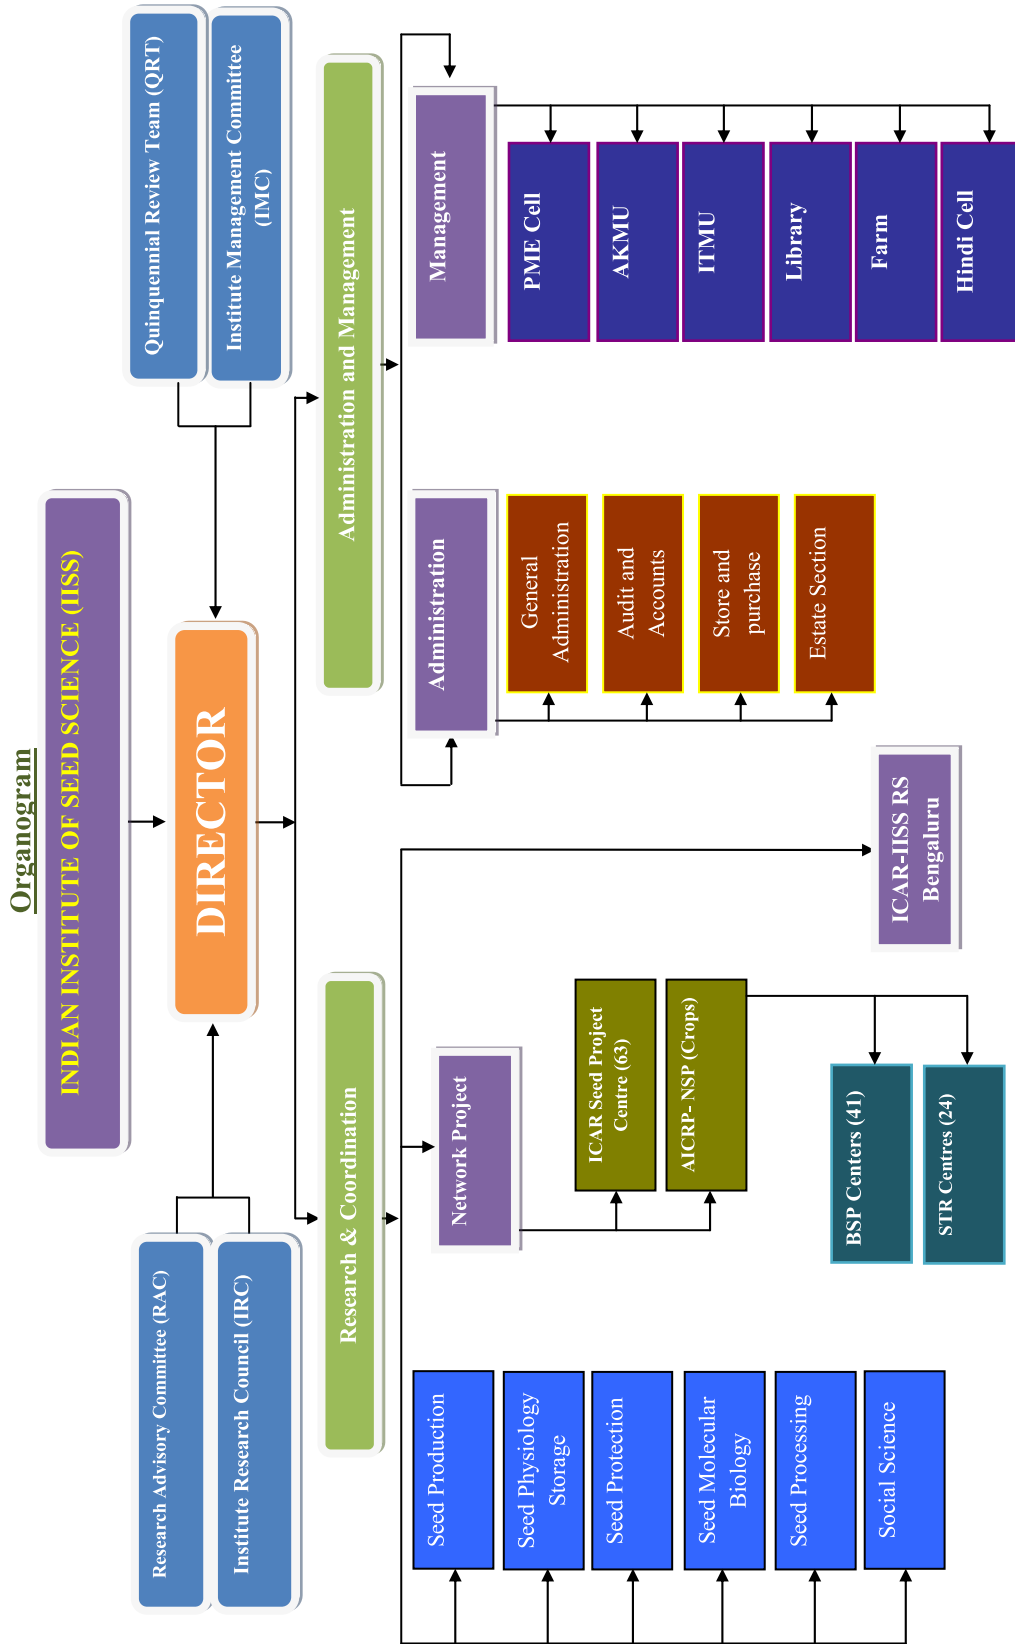 Organogram
INDIAN INSTITUTE OF SEED SCIENCE (IISS)
Research Advisory Committee (RAC)
Institute Research Council (IRC)
DIRECTOR
Quinquennial Review Team (QRT)
Institute Management Committee
(IMC)
Research & Coordination
Administration and Management
Seed Production
Seed Physiology
Storage
Seed Protection
Seed Molecular
Biology
Seed Processing
Social Science
Network Project
ICAR Seed Project
Centre (63)
AICRP- NSP (Crops)
BSP Centers (41)
STR Centres (24)
ICAR-IISS RS
Bengaluru
Administration
General
Administration
Audit and
Accounts
Store and
purchase
Estate Section
Management
PME Cell
AKMU
ITMU
Library
Farm
Hindi Cell